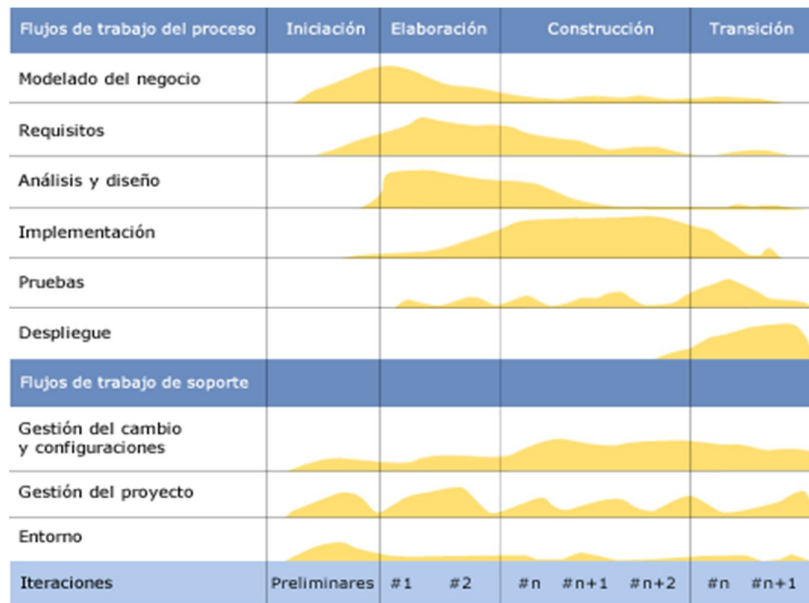 Flujos de trabajo del proceso Iniciación Elaboración Construcción Transición
Modelado del negocio
Requisitos
Análisis y diseño
Implementación
Pruebas
Despliegue
Flujos de trabajo de soporte
Gestión del cambio
y configuraciones
Gestión del proyecto
Entorno
Iteraciones Preliminares #1 #2 #n #n+1 #n+2 #n #n+1